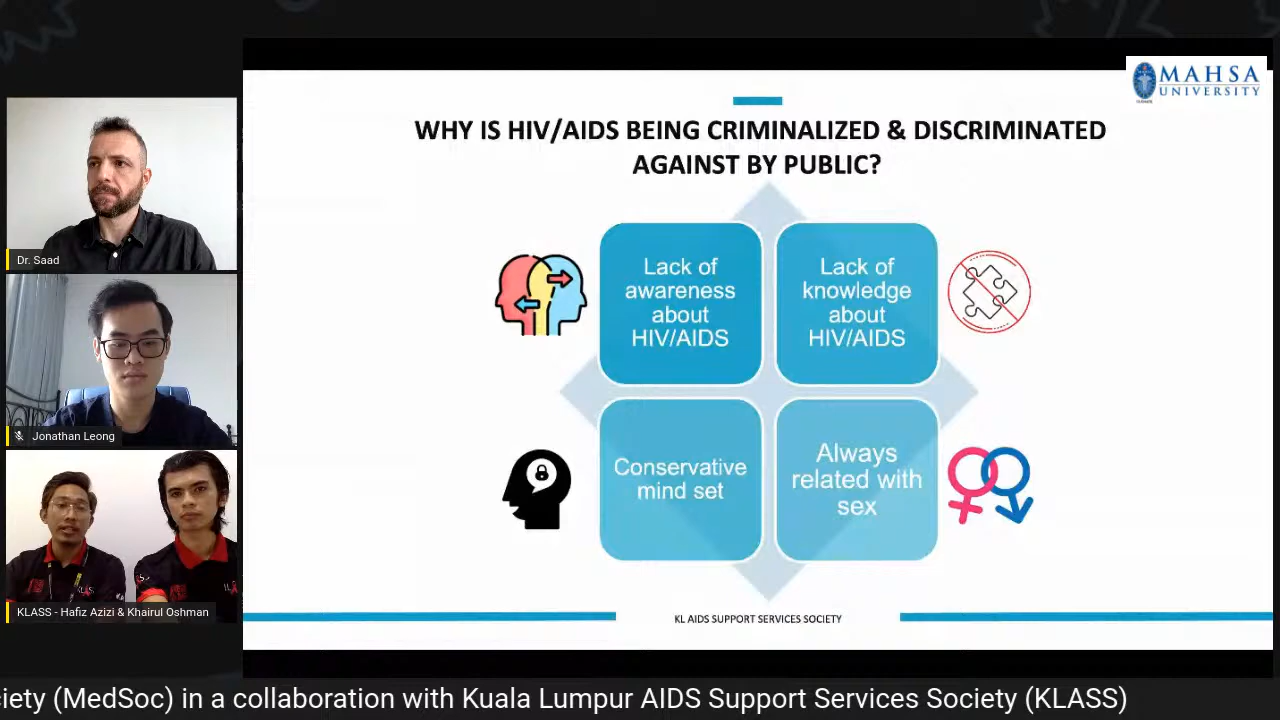 MAHSA
UNIVERSITY
WHY IS HIV/AIDS BEING CRIMINALIZED & DISCRIMINATED
AGAINST BY PUBLIC?
Lack of
awareness
about
HIV/AIDS
Lack of
knowledge
about
HIV/AIDS
Conservative
mind set
Always
related with
sex
KL AIDS SUPPORT SERVICES SOCIETY
Dr. Saad
Jonathan Leong
KLASS - Hafiz Azizi & Khairul Oshman
ciety (MedSoc) in a collaboration with Kuala Lumpur AIDS Support Services Society (KLASS)